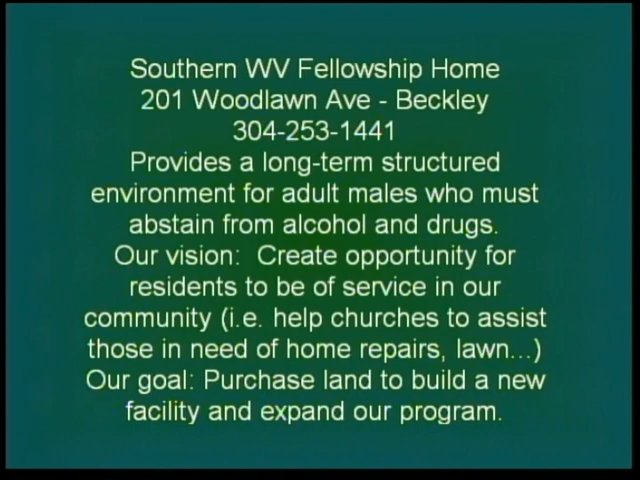 Southern WV Fellowship Home
201 Woodlawn Ave - Beckley
304-253-1441
Provides a long-term structured
environment for adult males who must
abstain from alcohol and drugs.
Our vision:  Create opportunity for
residents to be of service in our
community (i.e. help churches to assist
those in need of home repairs, lawn...)
Our goal: Purchase land to build a new
facility and expand our program.